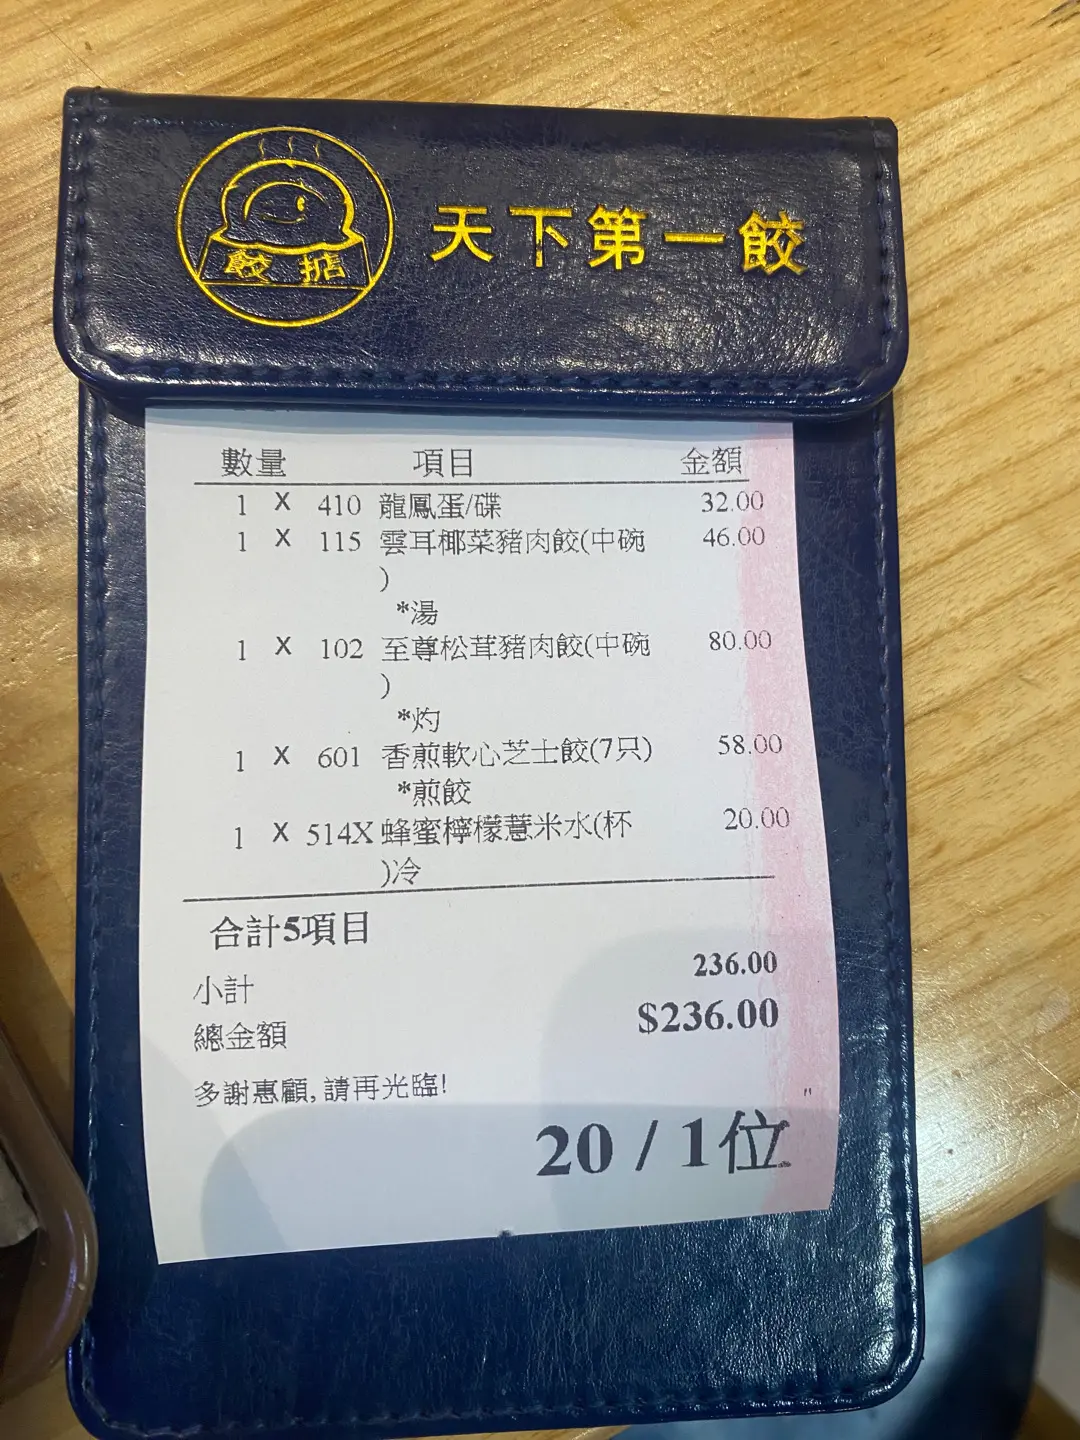 餃掂
天下第一餃
數量 項目 金額
1 X 410 龍鳳蛋/碟 32.00
1 X 115 雲耳椰菜豬肉餃(中碗 46.00
)
*湯
1 X 102 至尊松茸豬肉餃(中碗 80.00
)
*灼
1 X 601 香煎軟心芝士餃(7只) 58.00
*煎餃
1 X 514X 蜂蜜檸檬薏米水(杯 20.00
)冷
合計5項目
小計 236.00
總金額 $236.00
多謝惠顧,請再光臨!
20 / 1位